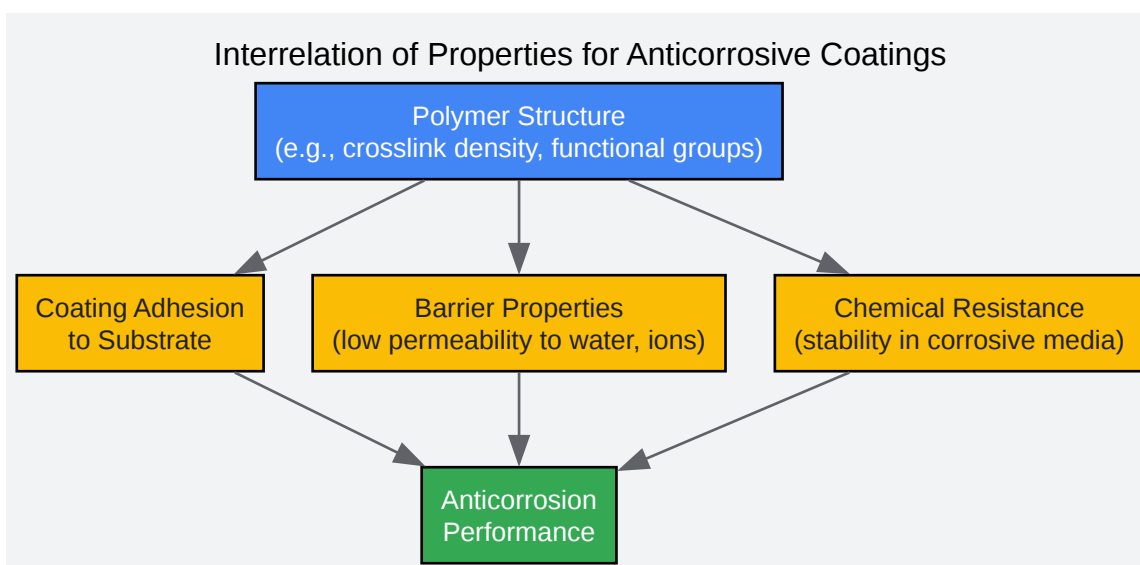 Interrelation of Properties for Anticorrosive Coatings
Polymer Structure
(e.g., crosslink density, functional groups)
Coating Adhesion
to Substrate
Barrier Properties
(low permeability to water, ions)
Chemical Resistance
(stability in corrosive media)
Anticorrosion
Performance